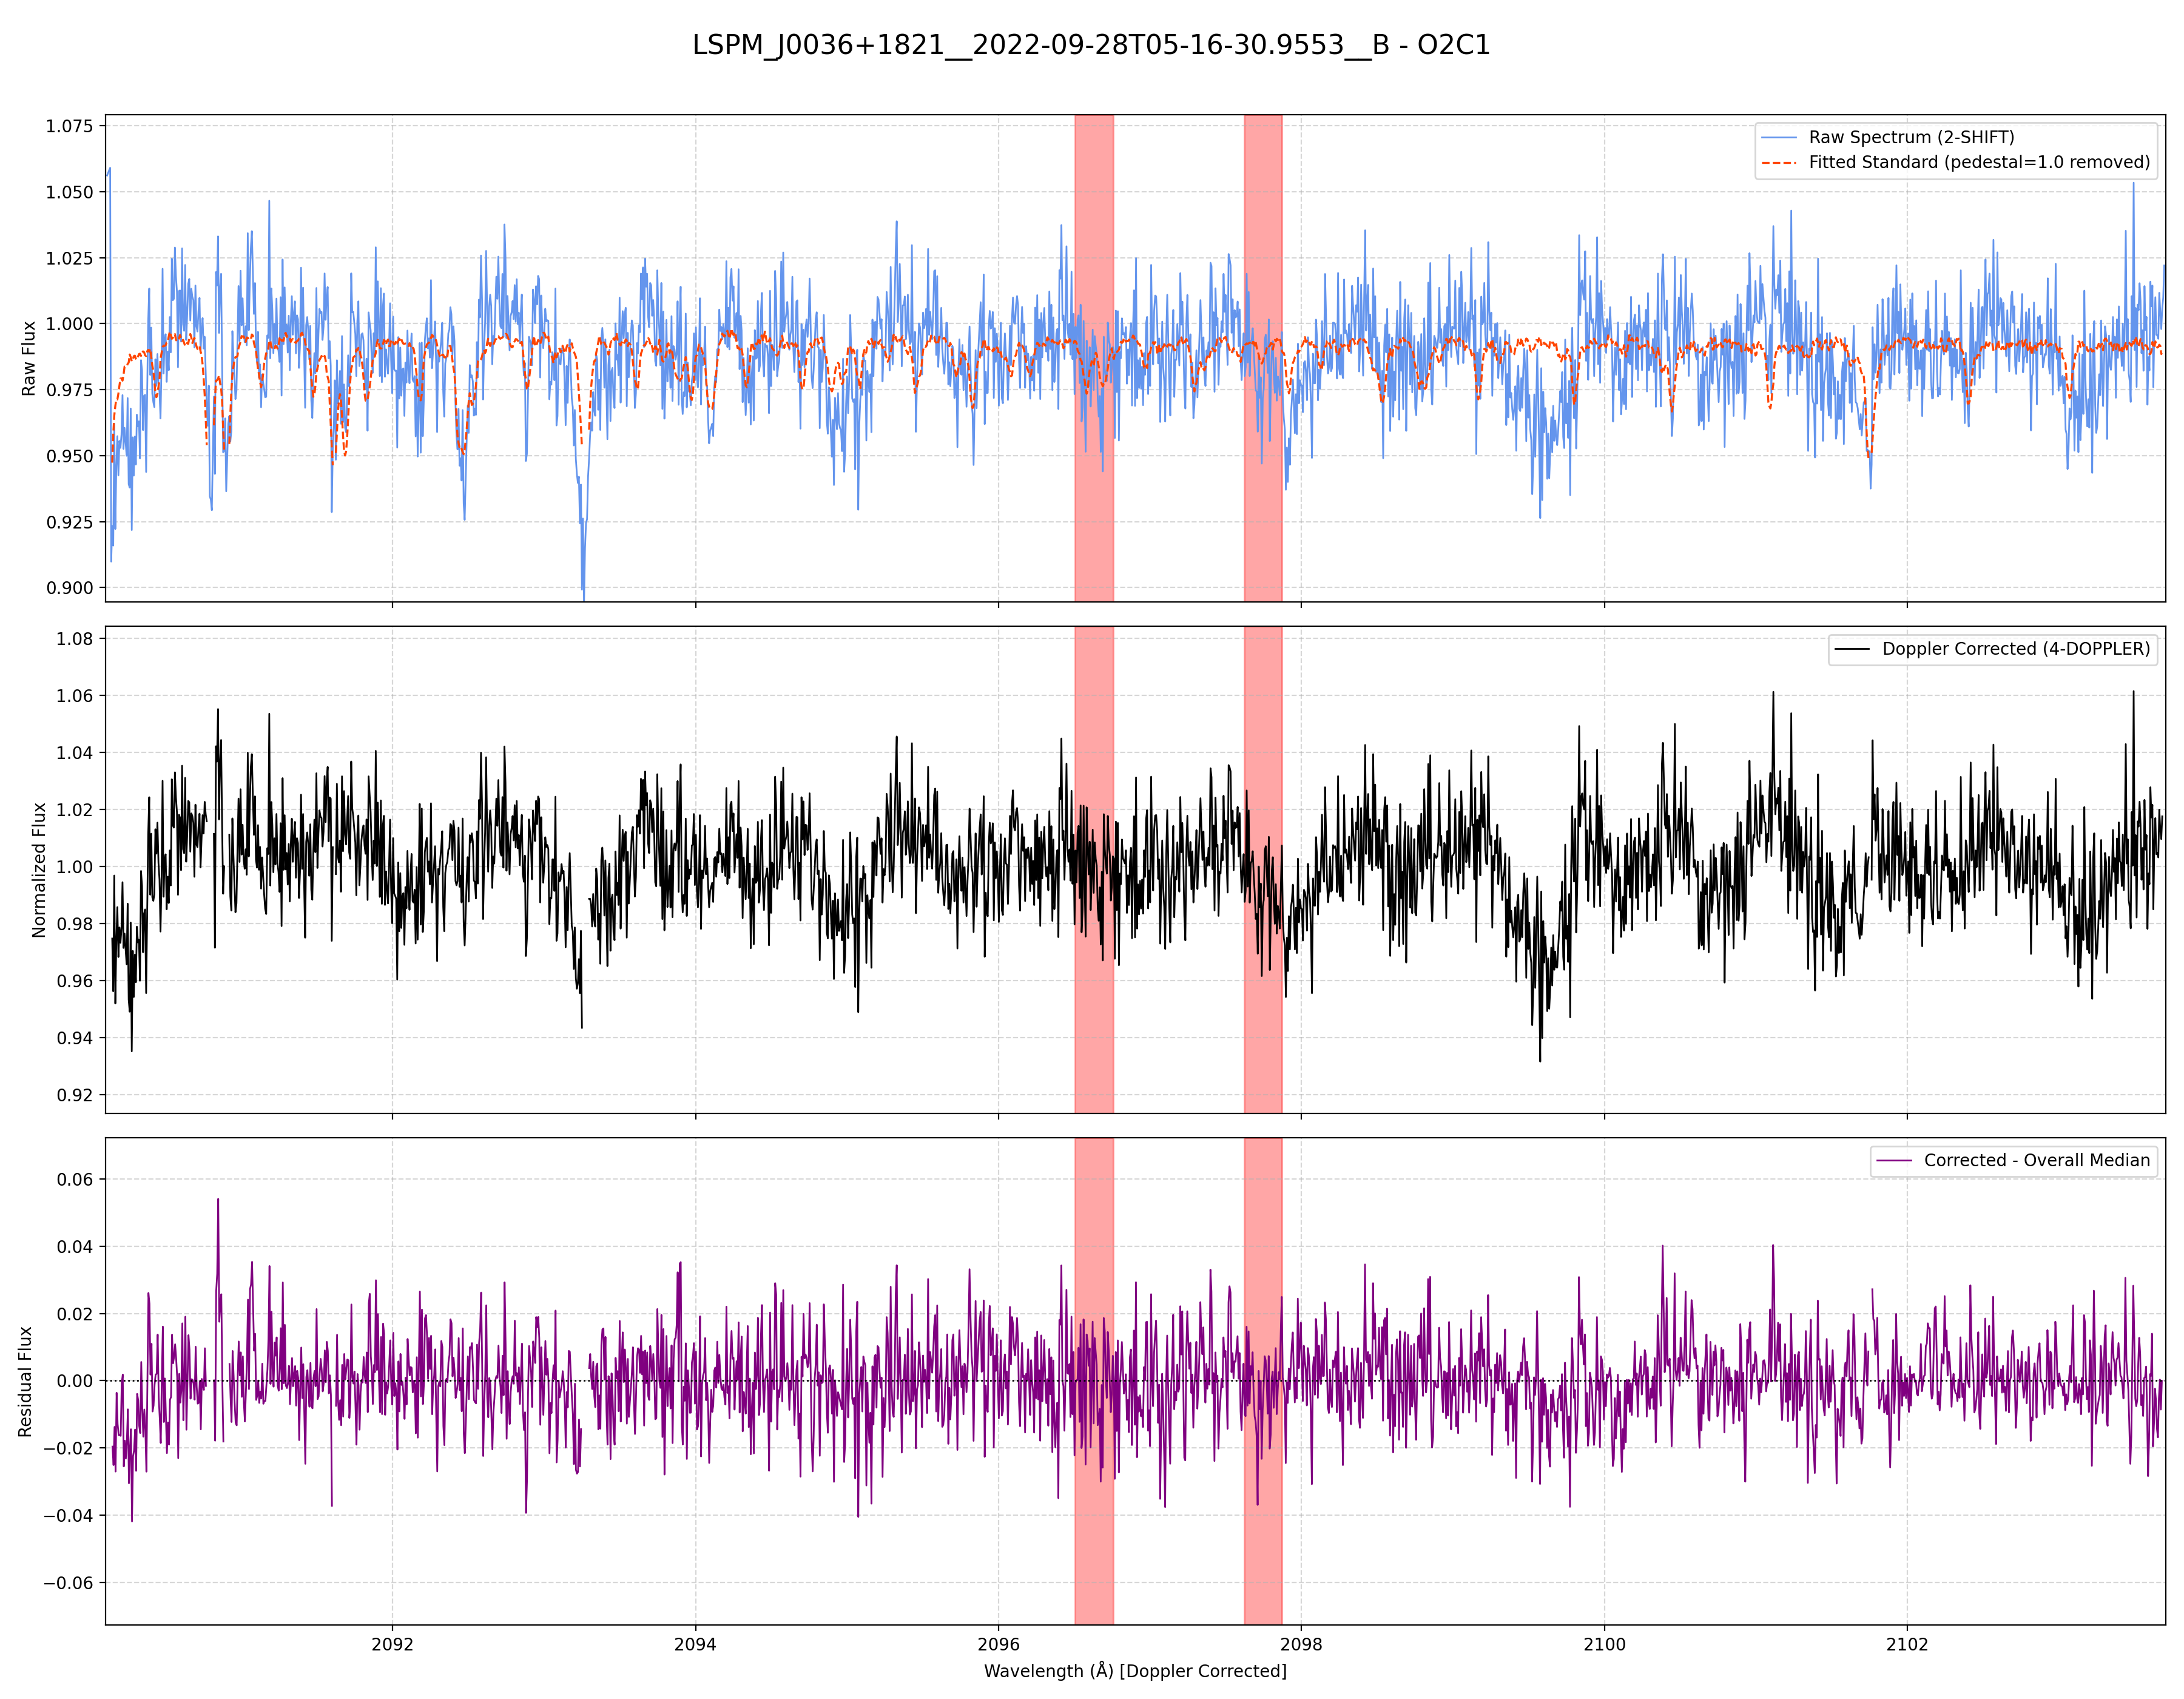 LSPM_J0036+1821__2022-09-28T05-16-30.9553__B - O2C1
Raw Flux
1.075
1.050
1.025
1.000
0.975
0.950
0.925
0.900
Raw Spectrum (2-SHIFT)
Fitted Standard (pedestal=1.0 removed)
Normalized Flux
1.08
1.06
1.04
1.02
1.00
0.98
0.96
0.94
0.92
Doppler Corrected (4-DOPPLER)
Residual Flux
0.06
0.04
0.02
0.00
−0.02
−0.04
−0.06
Corrected - Overall Median
2092 2094 2096 2098 2100 2102
Wavelength (Å) [Doppler Corrected]